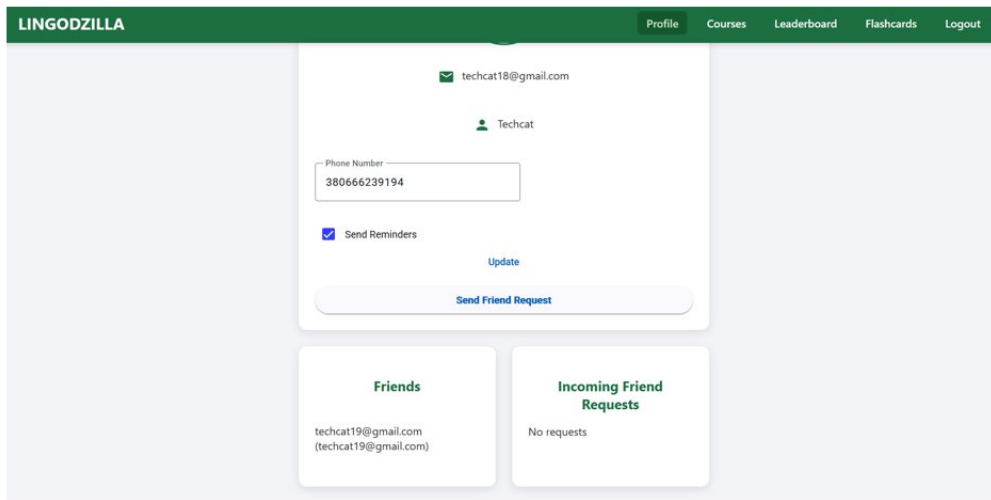 LINGODZILLA
Profile Courses Leaderboard Flashcards Logout
techcat18@gmail.com
Techcat
Phone Number
380666239194
Send Reminders
Update
Send Friend Request
Friends
techcat19@gmail.com
(techcat19@gmail.com)
Incoming Friend
Requests
No requests